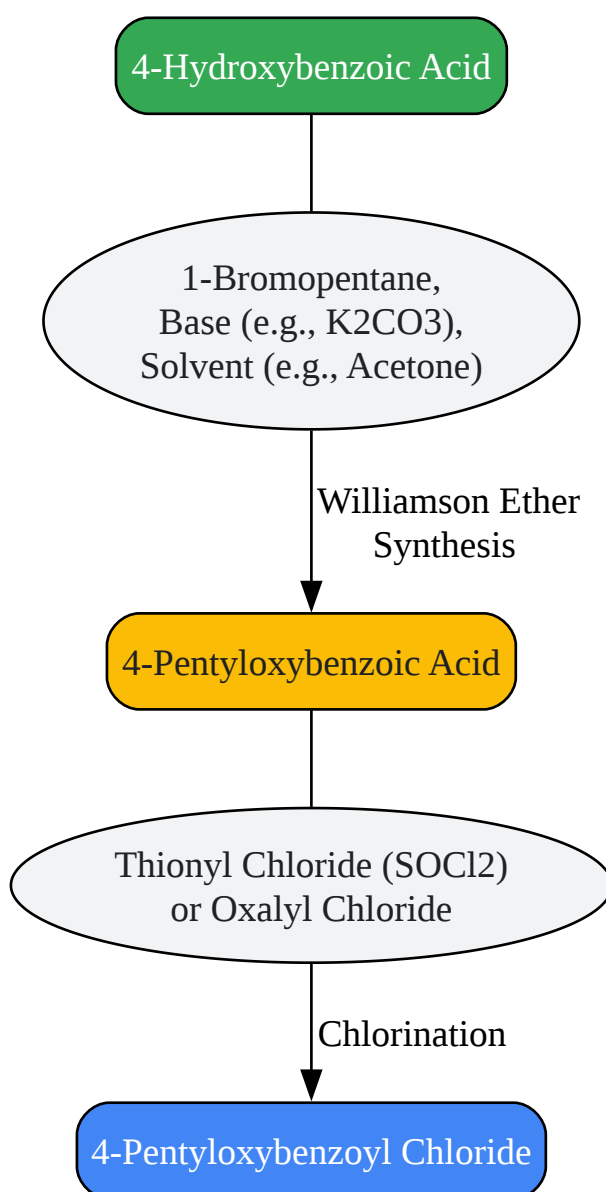 4-Hydroxybenzoic Acid
1-Bromopentane,
Base (e.g., K2CO3),
Solvent (e.g., Acetone)
Williamson Ether
Synthesis
4-Pentyloxybenzoic Acid
Thionyl Chloride (SOCl2)
or Oxalyl Chloride
Chlorination
4-Pentyloxybenzoyl Chloride